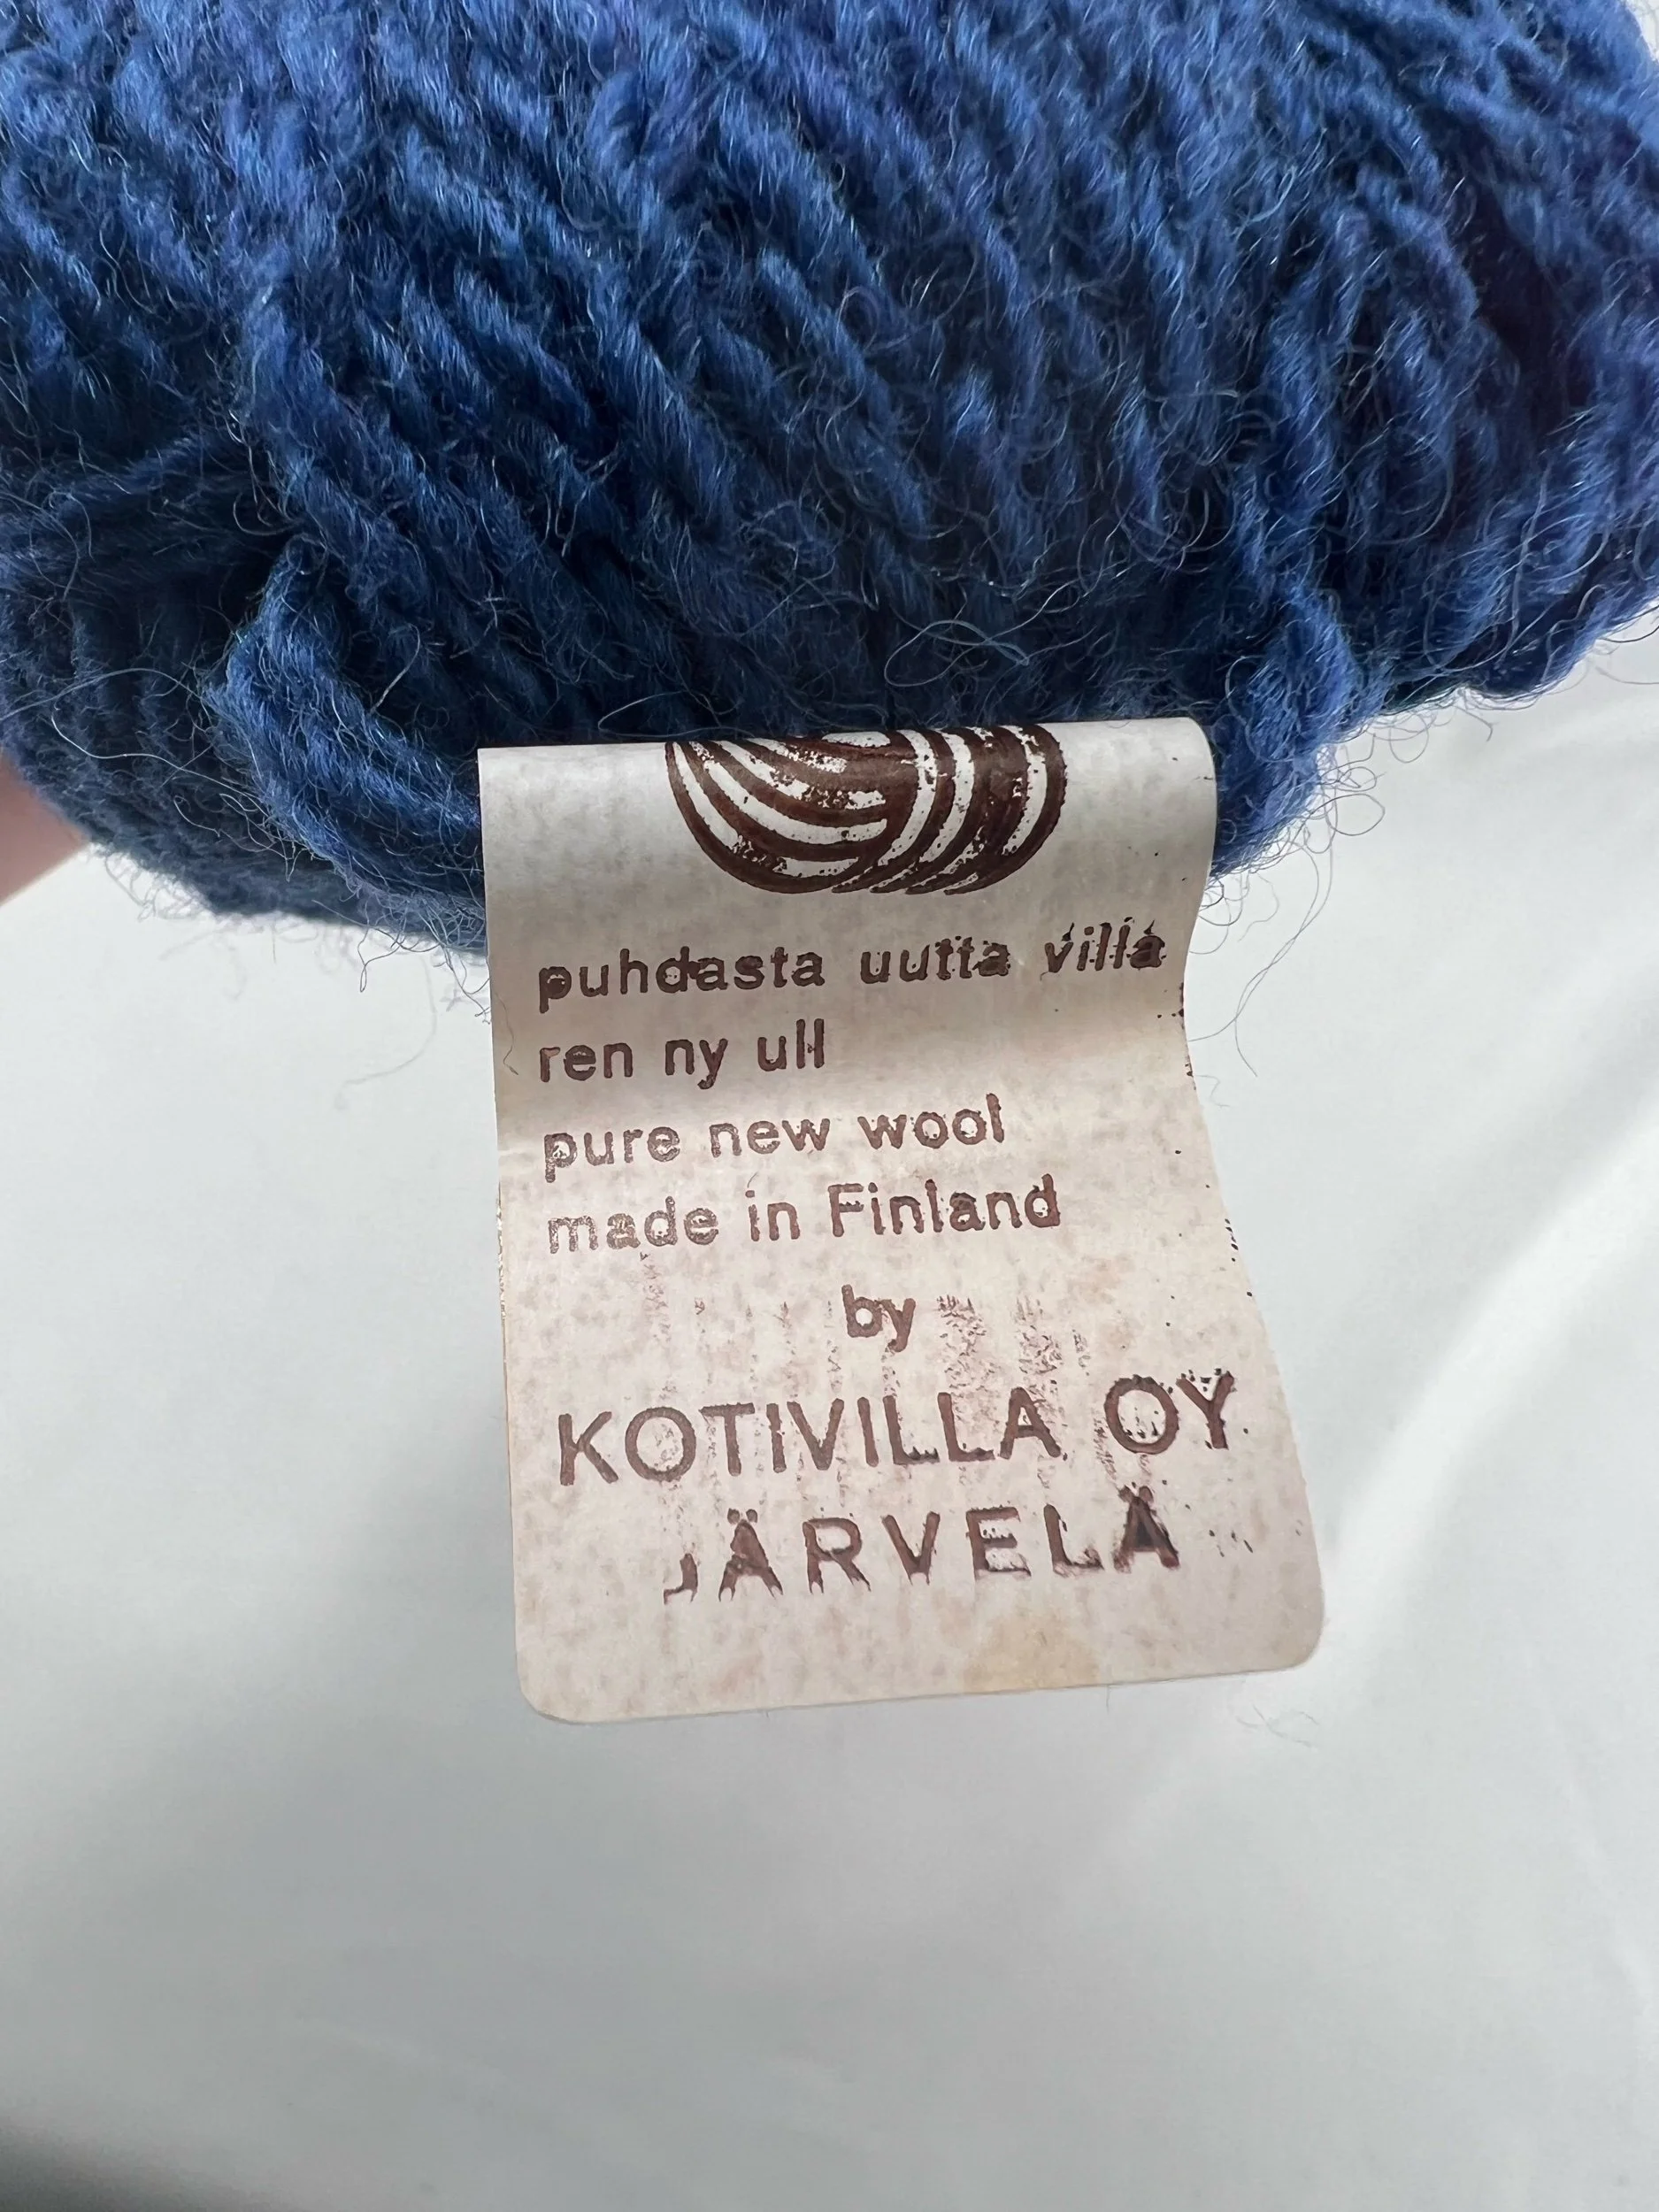 puhdasta uutta villa
ren ny ull
pure new wool
made in Finland
by
KOTIVILLA OY
JÄRVELÄ